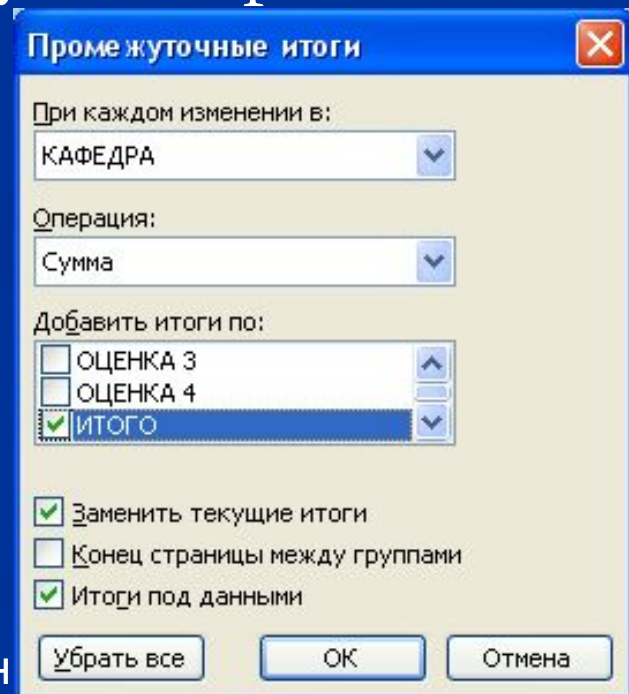 Промежуточные итоги
При каждом изменении в:
КАФЕДРА
Операция:
Сумма
Добавить итоги по:
ОЦЕНКА 3
ОЦЕНКА 4
ИТОГО
Заменить текущие итоги
Конец страницы между группами
Итоги под данными
Убрать все
ОК
Отмена